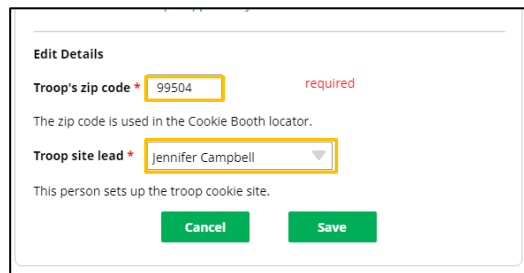 Edit Details
Troop's zip code * 99504 required
The zip code is used in the Cookie Booth locator.
Troop site lead * Jennifer Campbell
This person sets up the troop cookie site.
Cancel Save